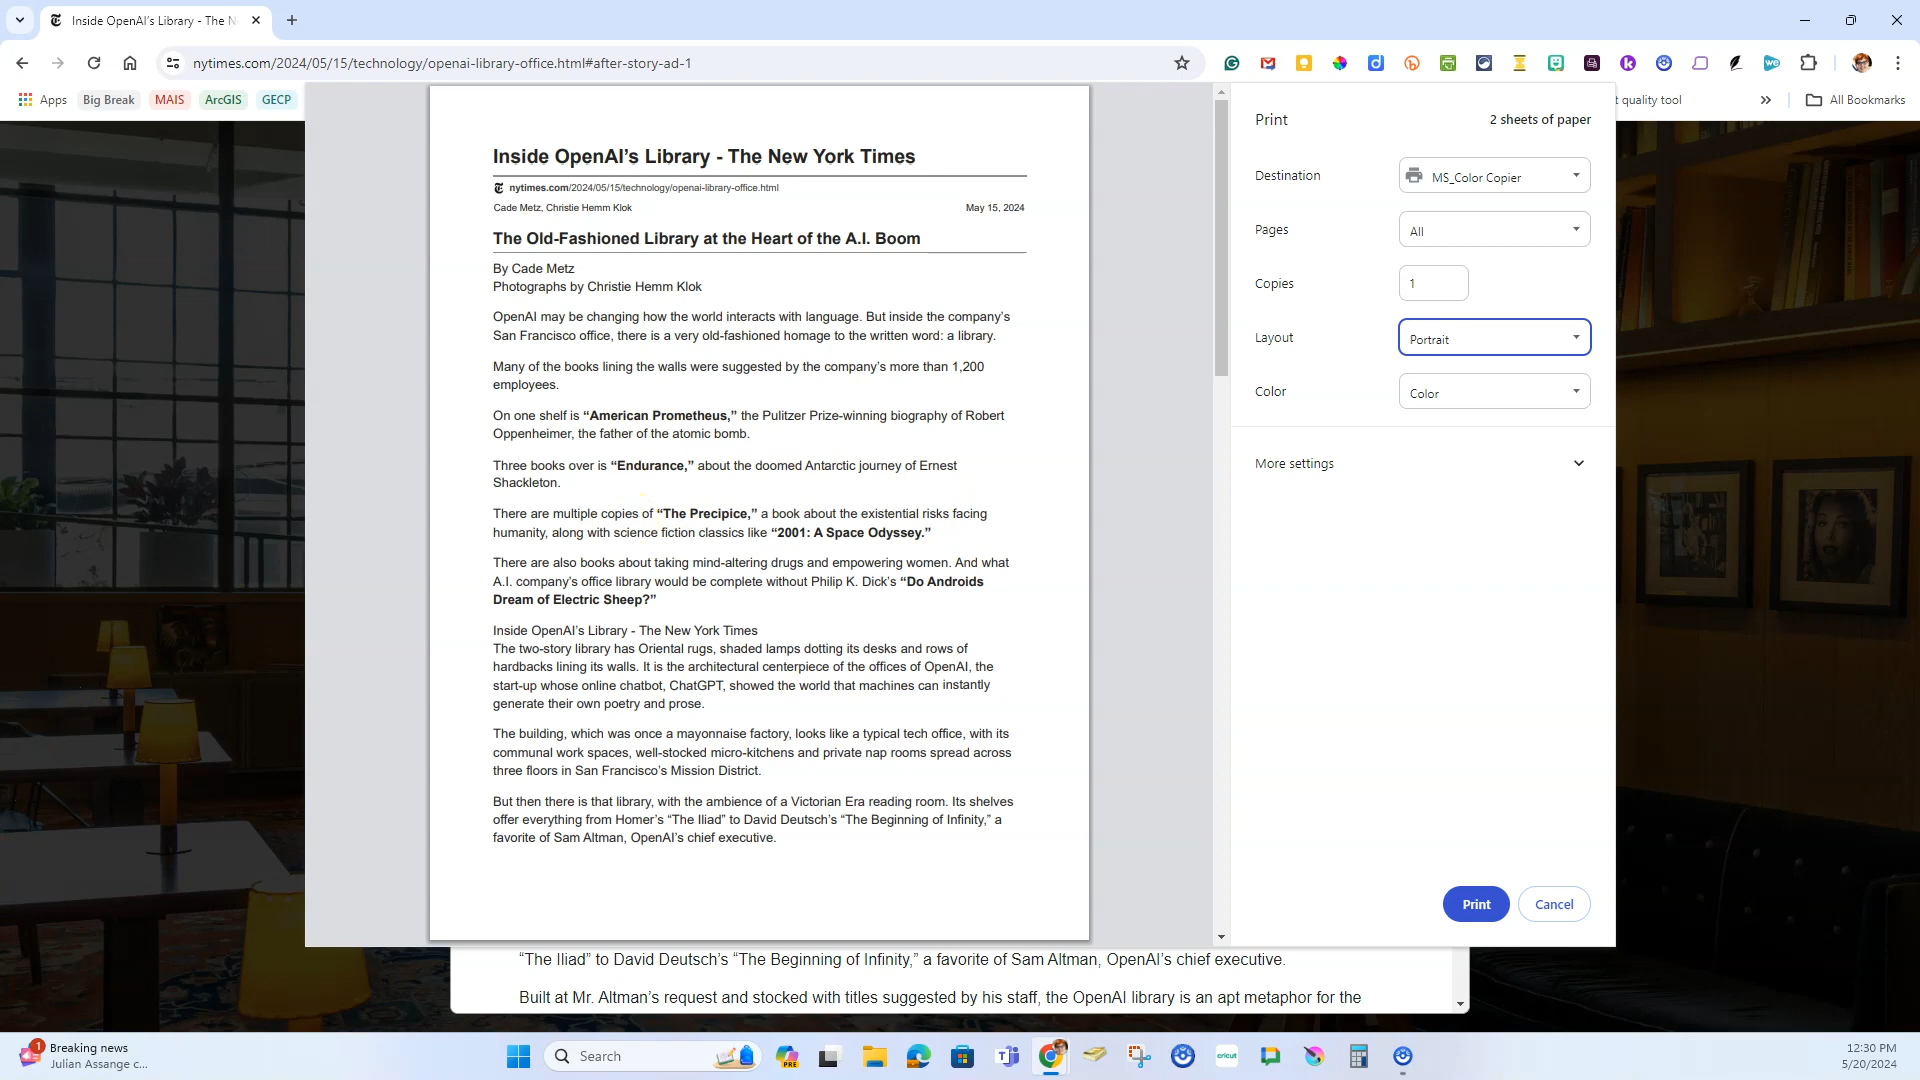 Inside OpenAI's Library - The N
nytimes.com/2024/05/15/technology/openai-library-office.html#after-story-ad-1
Apps
Big Break
MAIS
ArcGIS
GECP
t quality tool
All Bookmarks
Inside OpenAI’s Library - The New York Times
nytimes.com/2024/05/15/technology/openai-library-office.html
Cade Metz, Christie Hemm Klok
May 15, 2024
The Old-Fashioned Library at the Heart of the A.I. Boom
By Cade Metz
Photographs by Christie Hemm Klok
OpenAI may be changing how the world interacts with language. But inside the company’s
San Francisco office, there is a very old-fashioned homage to the written word: a library.
Many of the books lining the walls were suggested by the company’s more than 1,200
employees.
On one shelf is “American Prometheus,” the Pulitzer Prize-winning biography of Robert
Oppenheimer, the father of the atomic bomb.
Three books over is “Endurance,” about the doomed Antarctic journey of Ernest
Shackleton.
There are multiple copies of “The Precipice,” a book about the existential risks facing
humanity, along with science fiction classics like “2001: A Space Odyssey.”
There are also books about taking mind-altering drugs and empowering women. And what
A.I. company’s office library would be complete without Philip K. Dick’s “Do Androids
Dream of Electric Sheep?”
Inside OpenAI’s Library - The New York Times
The two-story library has Oriental rugs, shaded lamps dotting its desks and rows of
hardbacks lining its walls. It is the architectural centerpiece of the offices of OpenAI, the
start-up whose online chatbot, ChatGPT, showed the world that machines can instantly
generate their own poetry and prose.
The building, which was once a mayonnaise factory, looks like a typical tech office, with its
communal work spaces, well-stocked micro-kitchens and private nap rooms spread across
three floors in San Francisco’s Mission District.
But then there is that library, with the ambience of a Victorian Era reading room. Its shelves
offer everything from Homer’s “The Iliad” to David Deutsch’s “The Beginning of Infinity,” a
favorite of Sam Altman, OpenAI’s chief executive.
Print
2 sheets of paper
Destination
MS_Color Copier
Pages
All
Copies
1
Layout
Portrait
Color
Color
More settings
Print
Cancel
“The Iliad” to David Deutsch’s “The Beginning of Infinity,” a favorite of Sam Altman, OpenAI’s chief executive.
Built at Mr. Altman’s request and stocked with titles suggested by his staff, the OpenAI library is an apt metaphor for the
1
Breaking news
Julian Assange c...
Search
PRE
cricut
12:30 PM
5/20/2024